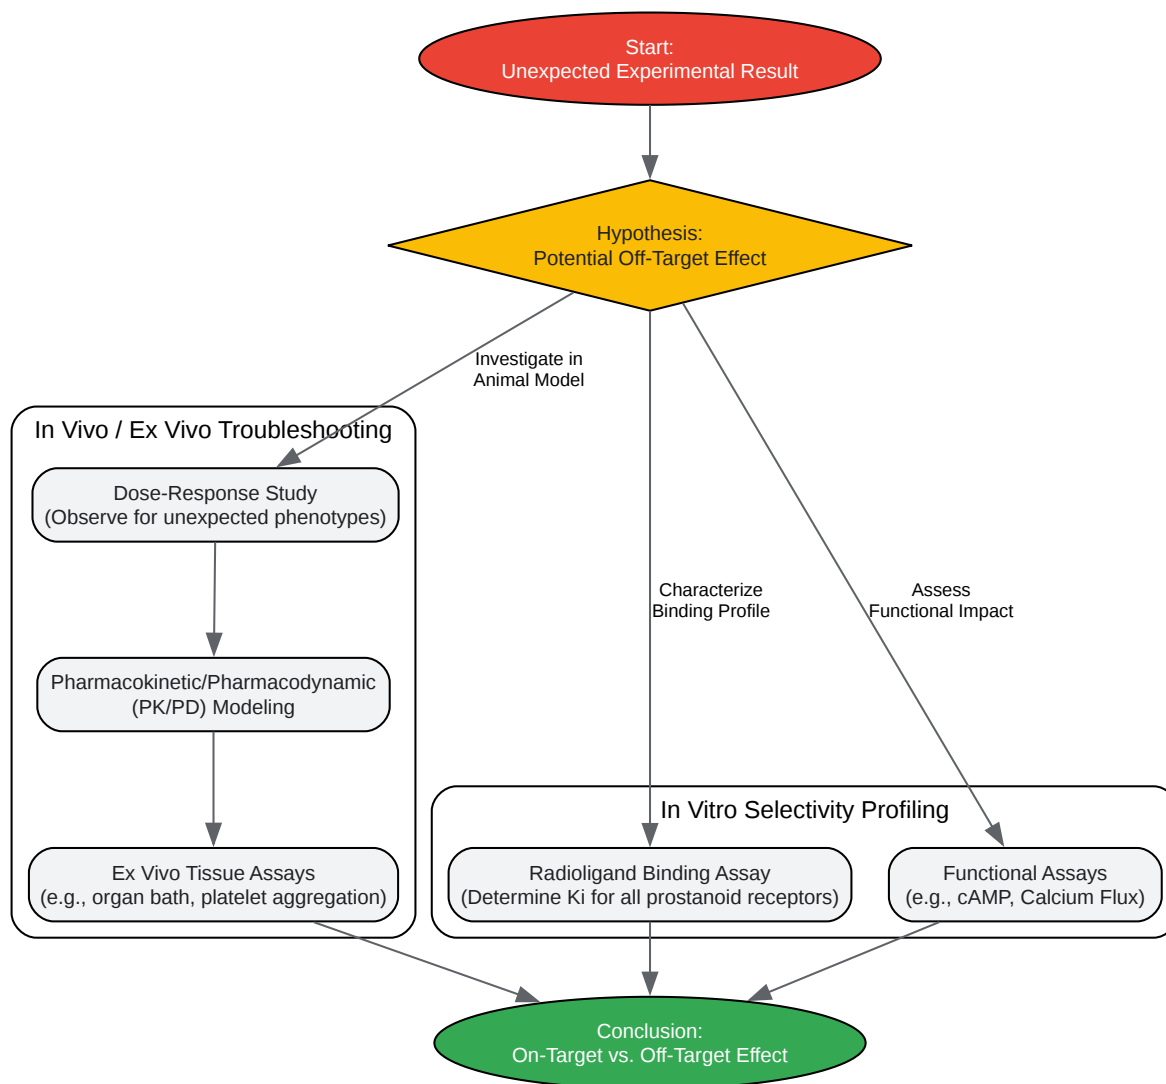 Start:
Unexpected Experimental Result
Hypothesis:
Potential Off-Target Effect
Investigate in
Animal Model
In Vivo / Ex Vivo Troubleshooting
Dose-Response Study
(Observe for unexpected phenotypes)
Characterize
Binding Profile
Assess
Functional Impact
Pharmacokinetic/Pharmacodynamic
(PK/PD) Modeling
In Vitro Selectivity Profiling
Ex Vivo Tissue Assays
(e.g., organ bath, platelet aggregation)
Radioligand Binding Assay
(Determine Ki for all prostanoid receptors)
Functional Assays
(e.g., cAMP, Calcium Flux)
Conclusion:
On-Target vs. Off-Target Effect